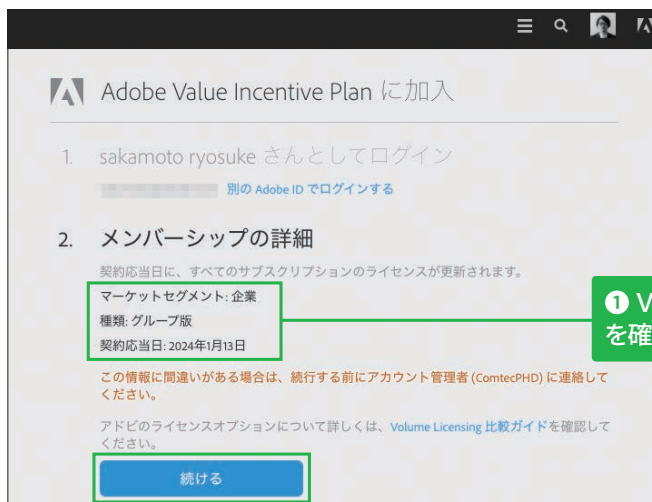 Adobe Value Incentive Plan に加入
1. sakamoto ryosuke さんとしてログイン
別の Adobe ID でログインする
2. メンバーシップの詳細
契約応当日に、すべてのサブスクリプションのライセンスが更新されます。
マーケットセグメント: 企業
❶ V
種類: グループ版
を確
契約応当日: 2024年1月13日
この情報に間違いがある場合は、続行する前にアカウント管理者 (ComtecPHD) に連絡して
ください。
アドビのライセンスオプションについて詳しくは、Volume Licensing 比較ガイドを確認して
ください。
続ける